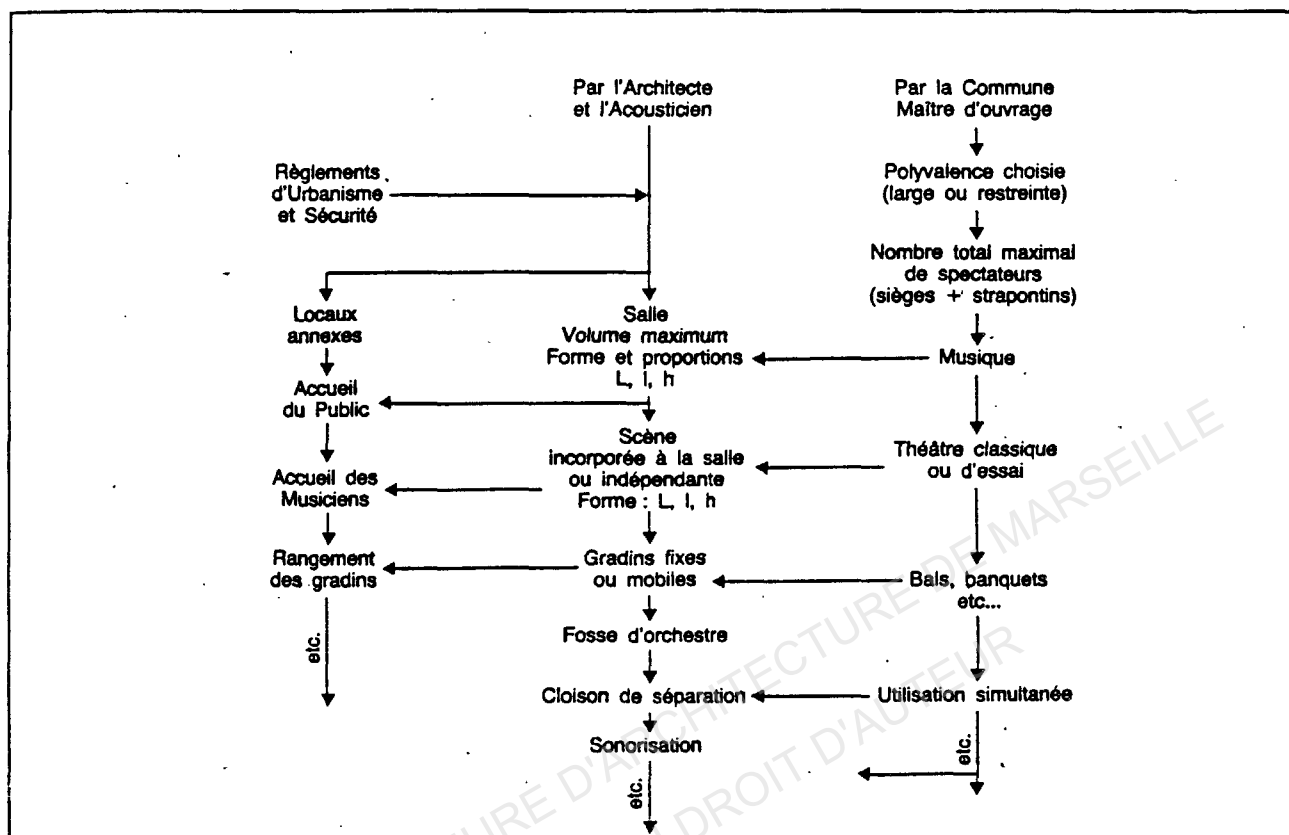 Par l'Architecte
et l'Acousticien
Par la Commune
Maître d'ouvrage
Règlements
d'Urbanisme
et Sécurité
Polyvalence choisie
(large ou restreinte)
Nombre total maximal
de spectateurs
(sièges + strapontins)
Locaux
annexes
Salle
Volume maximum
Forme et proportions
L, l, h
Musique
Accueil
du Public
Scène
incorporée à la salle
ou indépendante
Forme : L, l, h
Théâtre classique
ou d'essai
Accueil des
Musiciens
Rangement
des gradins
Gradins fixes
ou mobiles
Bals, banquets
etc...
etc.
Fosse d'orchestre
Cloison de séparation
Utilisation simultanée
Sonorisation
etc.
etc.
D'ARCHITECTURE DE MARSEILLE
DROIT D'AUTEUR